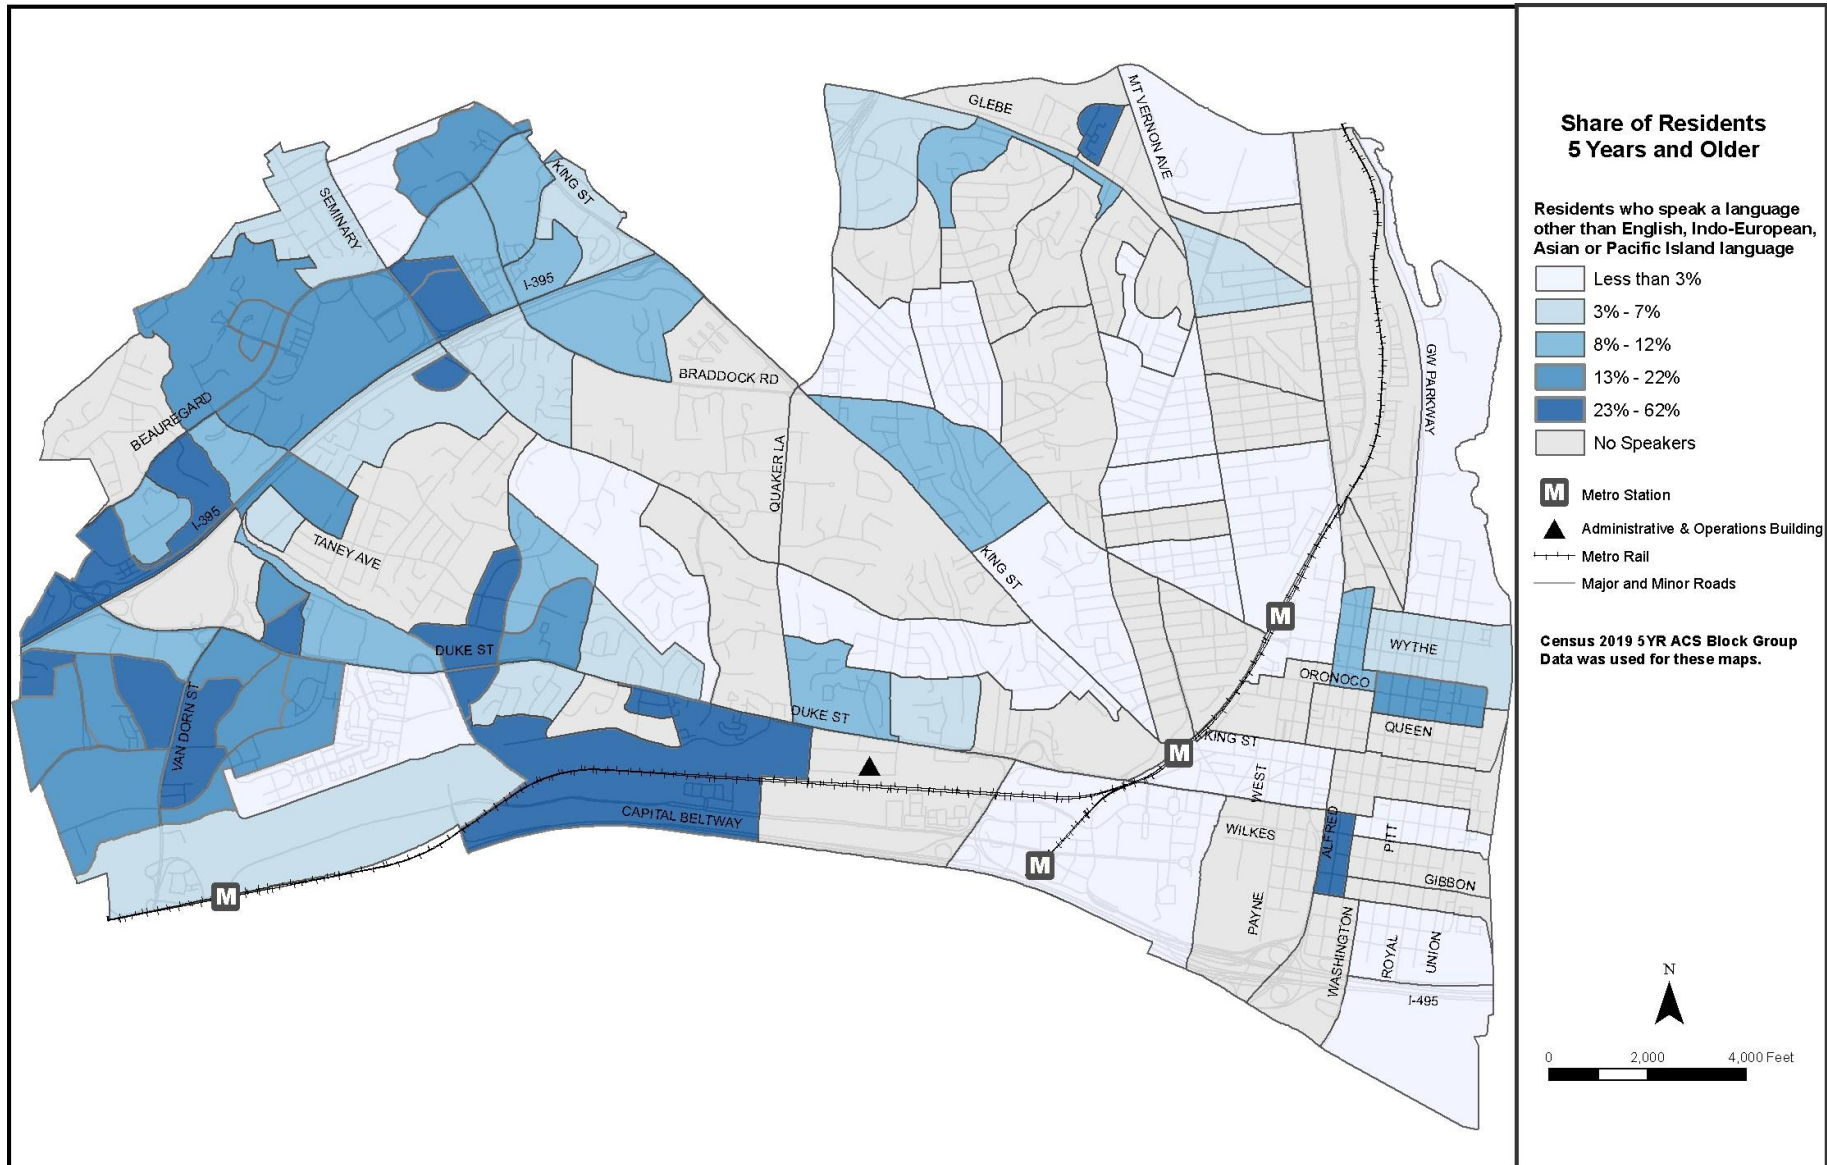 GLEBE
MT VERNON AVE
KING ST
SEMINARY
I-395
BRADDOCK RD
GW PARKWAY
BEAUREGARD
QUAKER LA
I-395
TANEY AVE
KING ST
DUKE ST
WYTHE
ORONOCO
VAN DORN ST
DUKE ST
QUEEN
KING ST
WEST
CAPITAL BELTWAY
WILKES
ALFRED
PITT
GIBBON
PAYNE
WASHINGTON
ROYAL
UNION
I-495
M
M
M
M
Share of Residents
5 Years and Older
Residents who speak a language
other than English, Indo-European,
Asian or Pacific Island language
Less than 3%
3% - 7%
8% - 12%
13% - 22%
23% - 62%
No Speakers
M Metro Station
Administrative & Operations Building
Metro Rail
Major and Minor Roads
Census 2019 5YR ACS Block Group
Data was used for these maps.
N
0 2,000 4,000 Feet